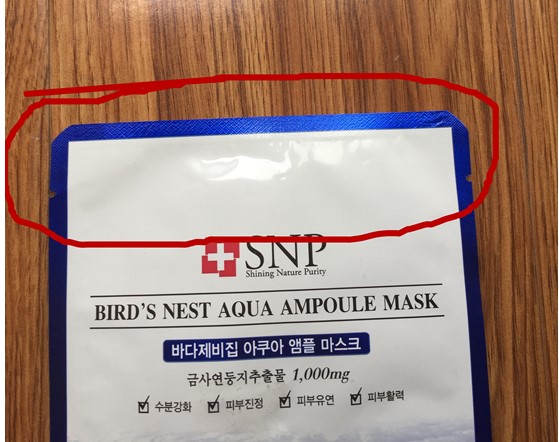 SNP
Shining Nature Purity
BIRD'S NEST AQUA AMPOULE MASK
바다제비집 아쿠아 앰플 마스크
금사연둥지추출물 1,000mg
수분강화 피부진정 피부유연 피부활력